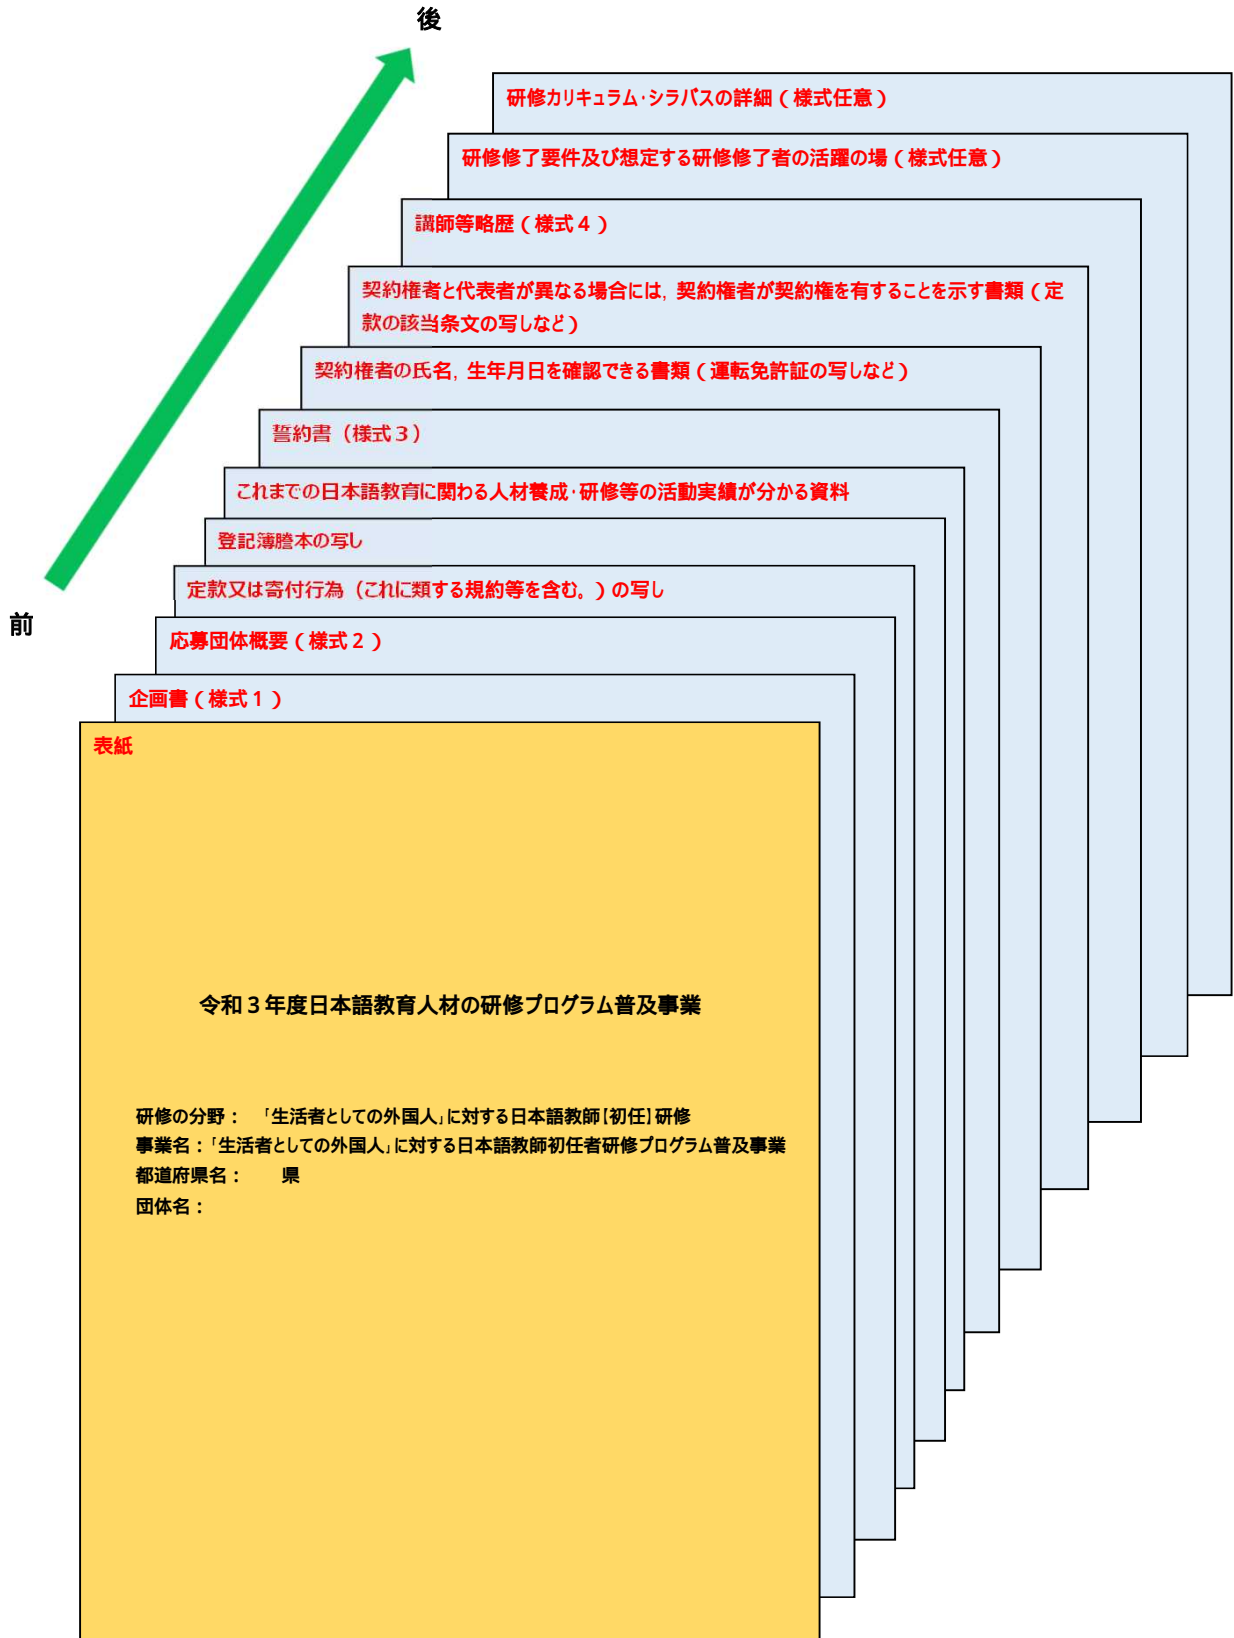 後
研修カリキュラム・シラバスの詳細（様式任意）
研修修了要件及び想定する研修修了者の活躍の場（様式任意）
講師等略歴（様式４）
契約権者と代表者が異なる場合には，契約権者が契約権を有することを示す書類（定
款の該当条文の写しなど）
契約権者の氏名，生年月日を確認できる書類（運転免許証の写しなど）
誓約書（様式３）
これまでの日本語教育に関わる人材養成・研修等の活動実績が分かる資料
登記簿謄本の写し
定款又は寄付行為（これに類する規約等を含む。）の写し
前
応募団体概要（様式２）
企画書（様式１）
表紙
令和３年度日本語教育人材の研修プログラム普及事業
研修の分野： 「生活者としての外国人」に対する日本語教師【初任】研修
事業名：「生活者としての外国人」に対する日本語教師初任者研修プログラム普及事業
都道府県名： 県
団体名：